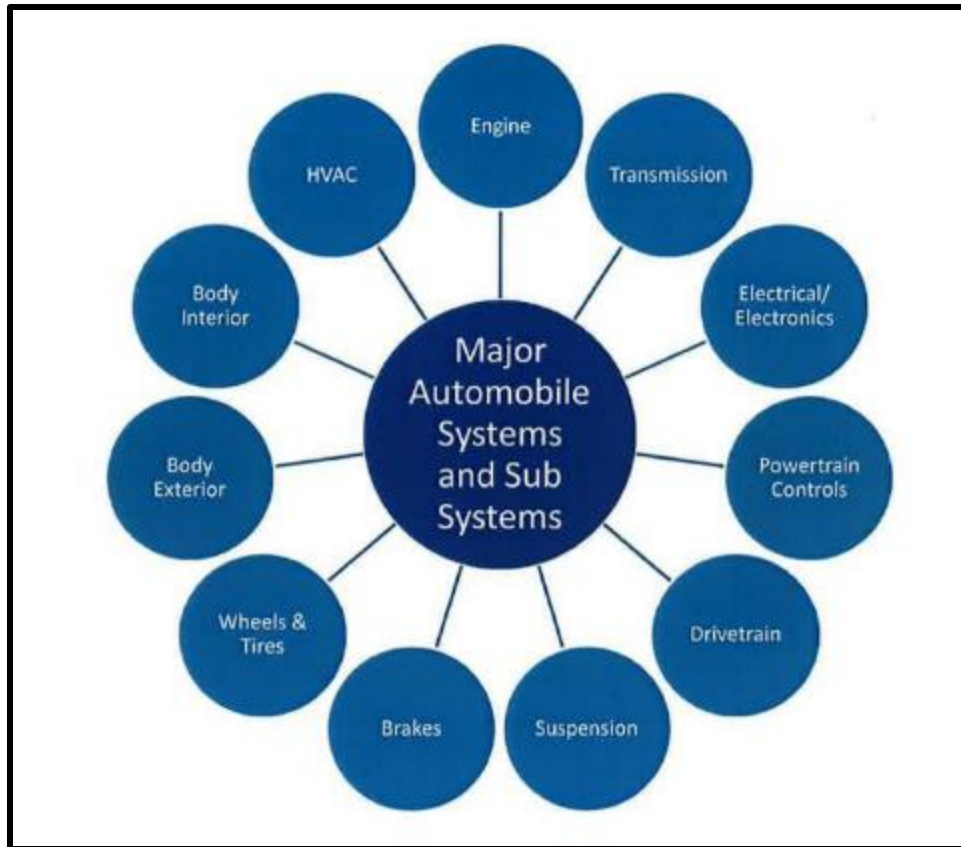 Major
Automobile
Systems
and Sub
Systems
Engine
Transmission
Electrical/
Electronics
Powertrain
Controls
Drivetrain
Suspension
Brakes
Wheels &
Tires
Body
Exterior
Body
Interior
HVAC